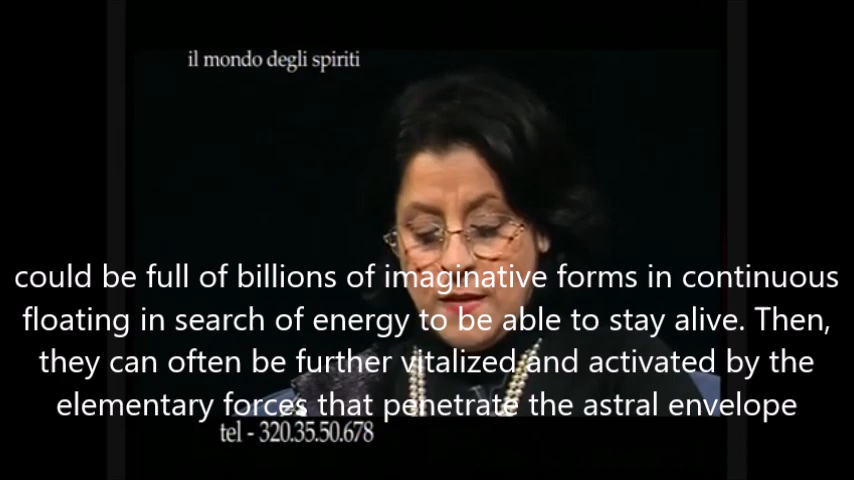 il mondo degli spiriti
could be full of billions of imaginative forms in continuous
floating in search of energy to be able to stay alive. Then,
they can often be further vitalized and activated by the
elementary forces that penetrate the astral envelope
tel - 320.35.50.678